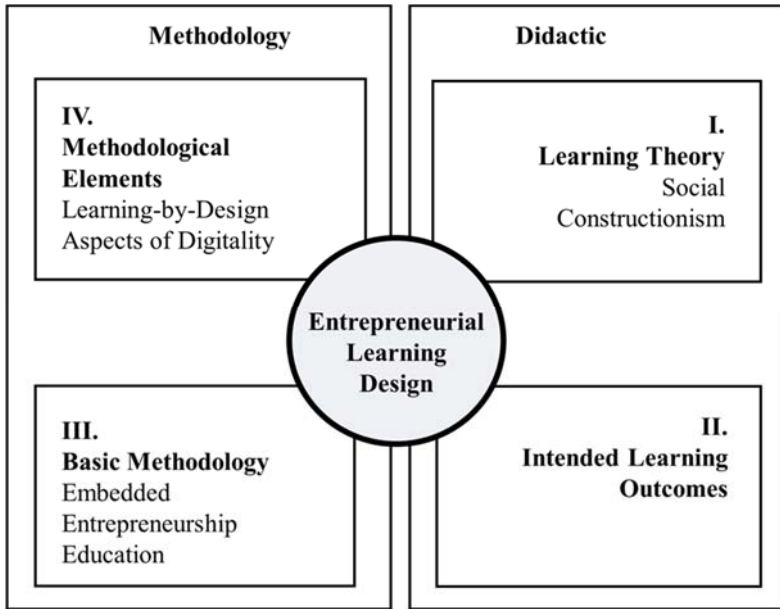 Methodology
Didactic
IV.
Methodological
Elements
Learning-by-Design
Aspects of Digitality
I.
Learning Theory
Social
Constructionism
Entrepreneurial
Learning
Design
III.
Basic Methodology
Embedded
Entrepreneurship
Education
II.
Intended Learning
Outcomes